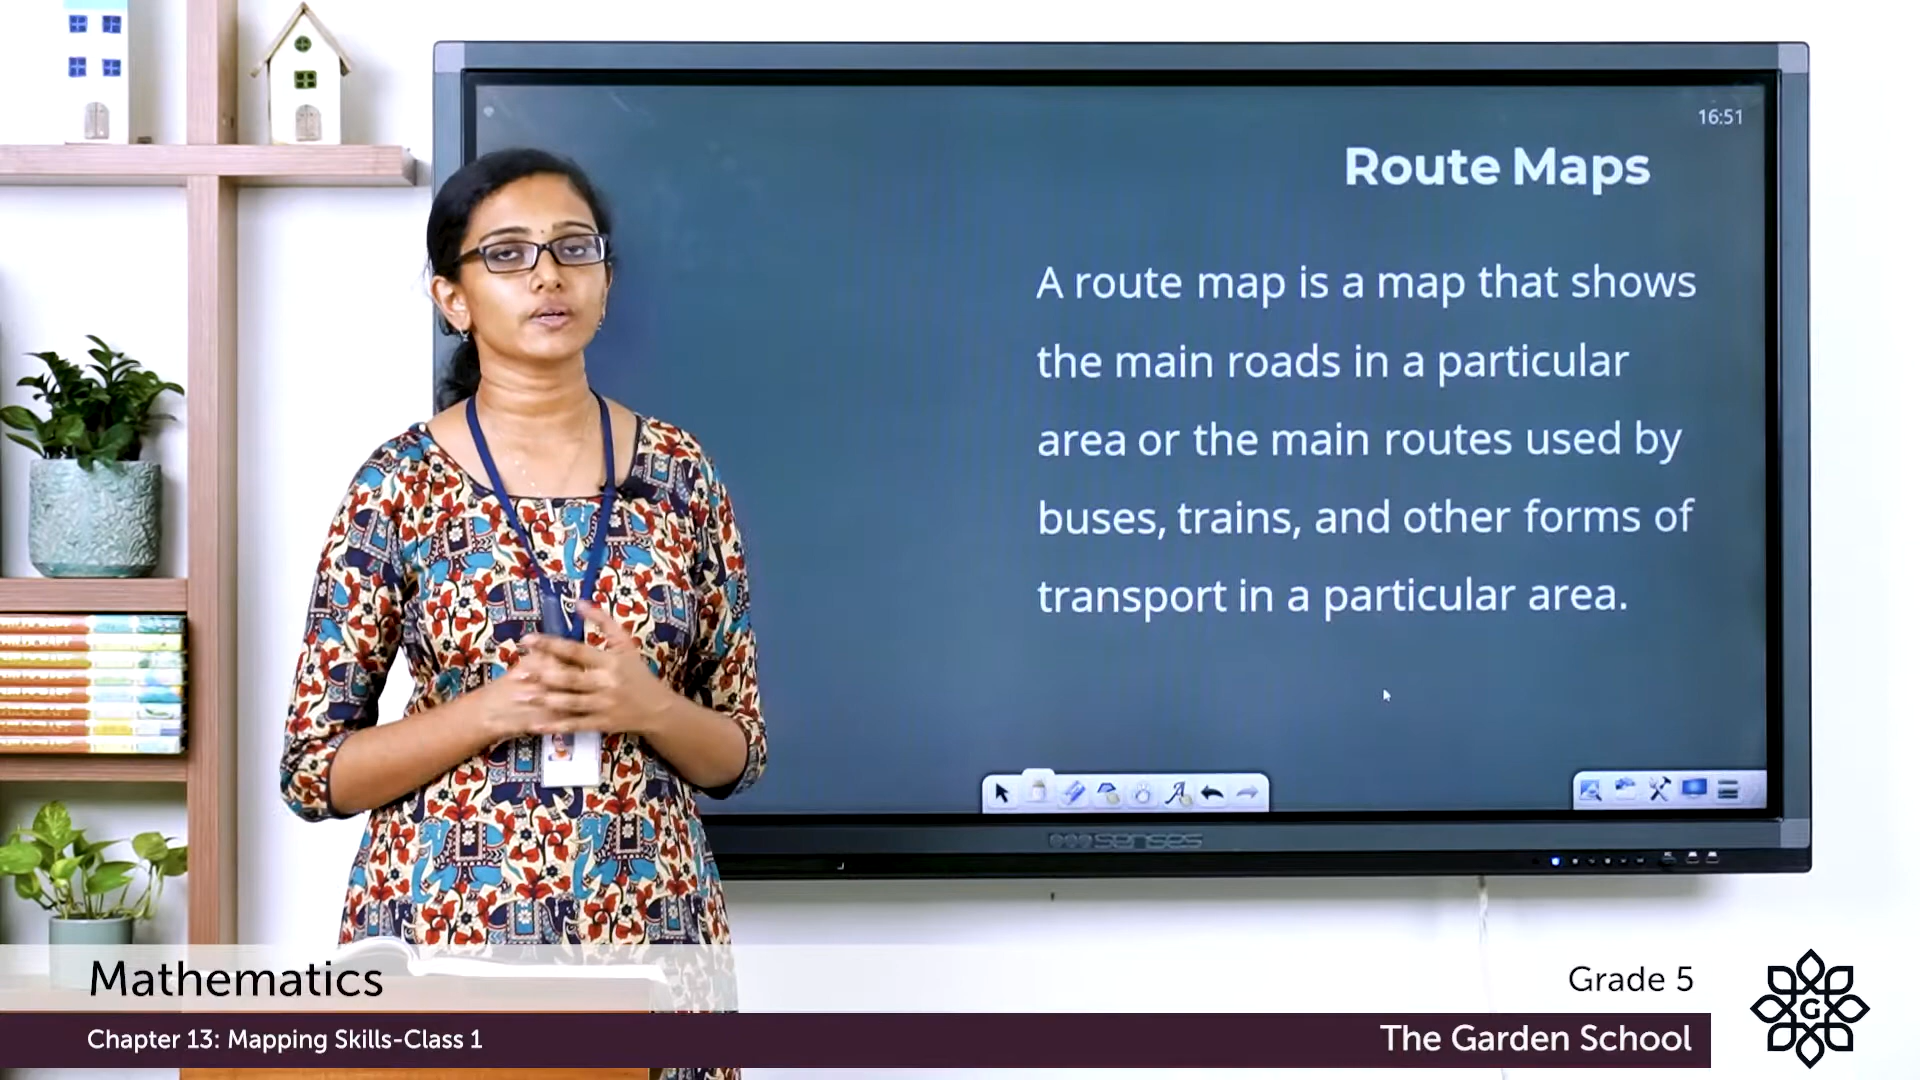 16:51
Route Maps
A route map is a map that shows
the main roads in a particular
area or the main routes used by
buses, trains, and other forms of
transport in a particular area.
senses
Mathematics
Grade 5
Chapter 13: Mapping Skills-Class 1
The Garden School
G